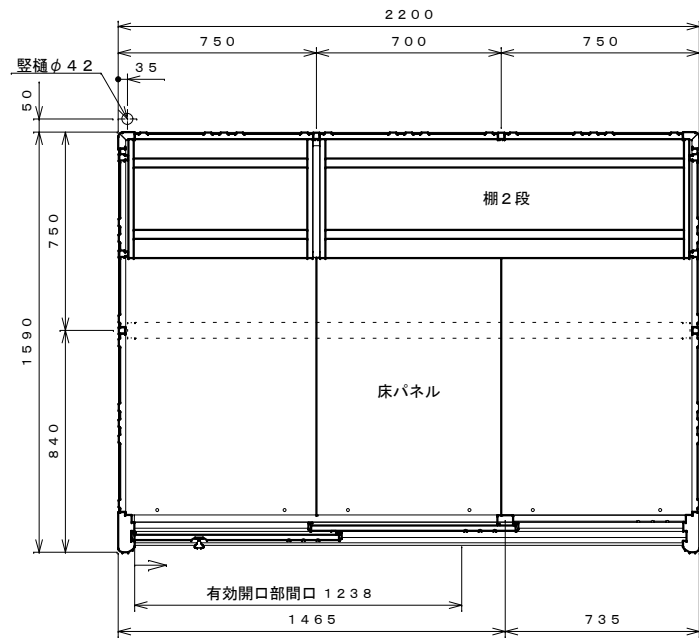 ２２００
７５０
７００
７５０
竪樋φ４２
３５
５０
７５０
棚２段
１５９０
床パネル
８４０
有効開口部間口 １２３８
１４６５
７３５